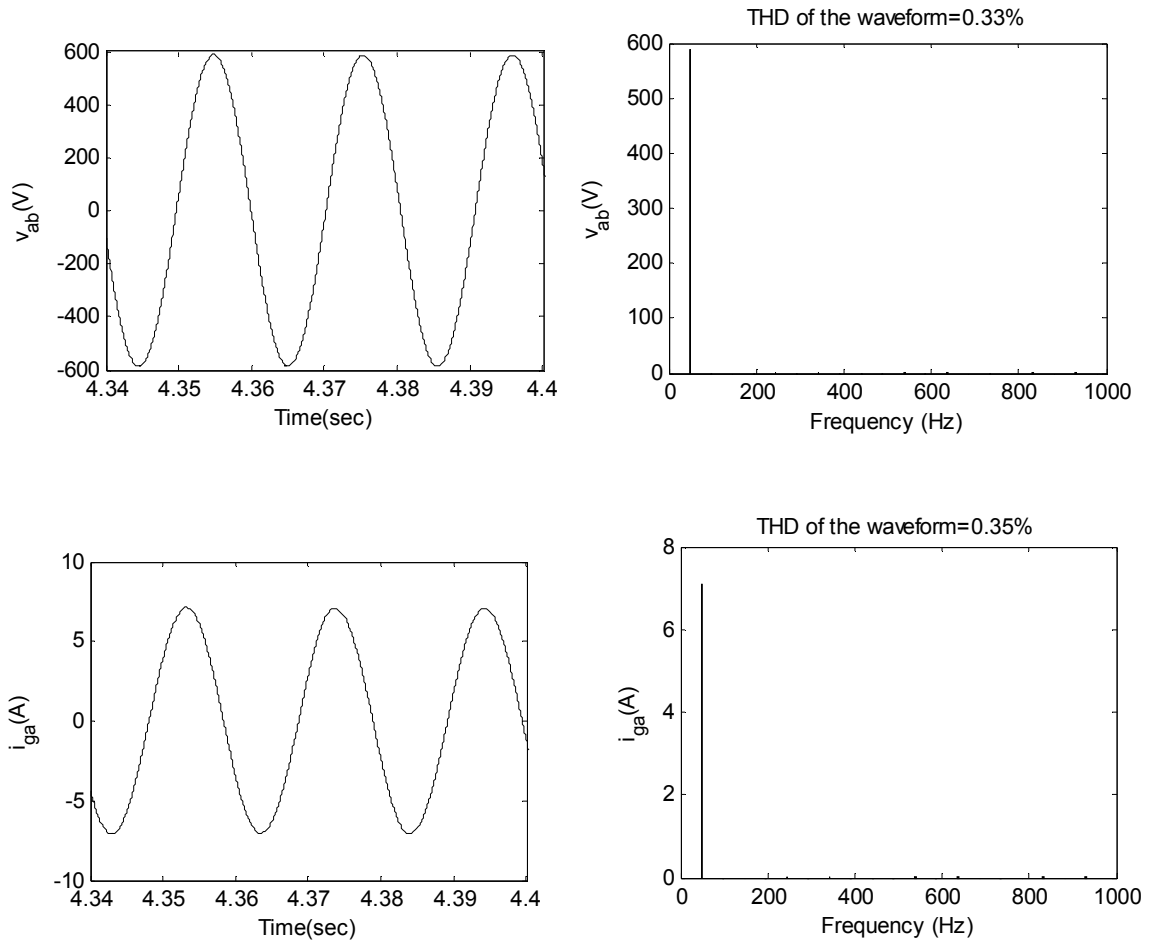 600
400
200
0
-200
-400
-600
v_ab(V)
4.34 4.35 4.36 4.37 4.38 4.39 4.4
Time(sec)
THD of the waveform=0.33%
600
500
400
300
200
100
0
v_ab(V)
0 200 400 600 800 1000
Frequency (Hz)
10
5
0
-5
-10
i_ga(A)
4.34 4.35 4.36 4.37 4.38 4.39 4.4
Time(sec)
THD of the waveform=0.35%
8
6
4
2
0
i_ga(A)
0 200 400 600 800 1000
Frequency (Hz)